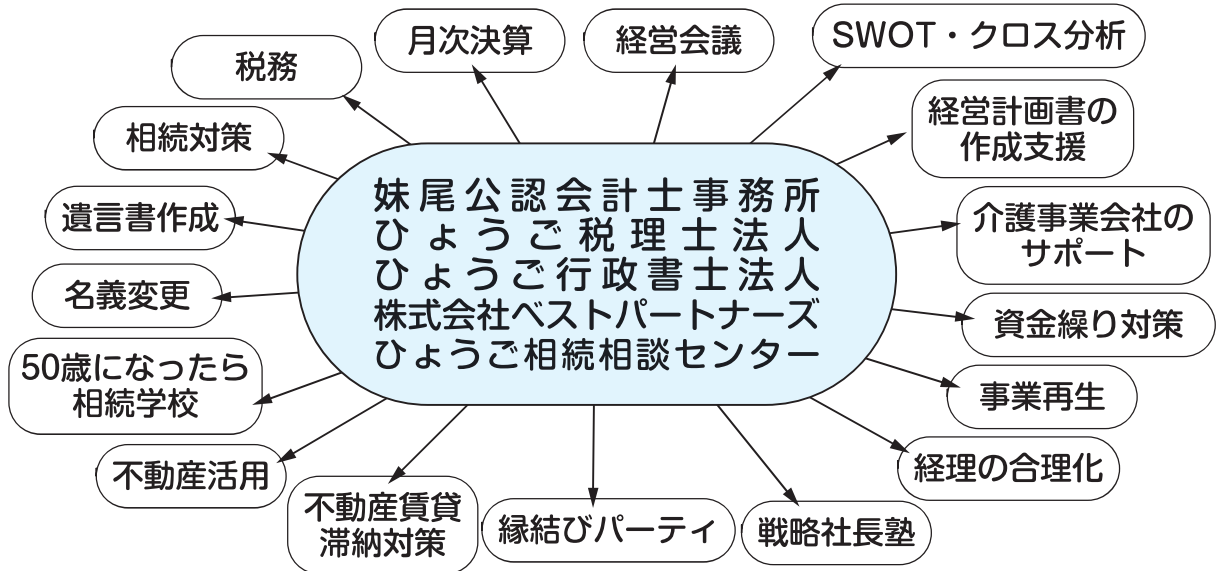 月次決算
経営会議
SWOT・クロス分析
税務
経営計画書の
作成支援
相続対策
妹尾公認会計士事務所
ひょうご税理士法人
ひょうご行政書士法人
株式会社ベストパートナーズ
ひょうご相続相談センター
遺言書作成
介護事業会社の
サポート
名義変更
資金繰り対策
50歳になったら
相続学校
事業再生
不動産活用
経理の合理化
不動産賃貸
滞納対策
縁結びパーティ
戦略社長塾